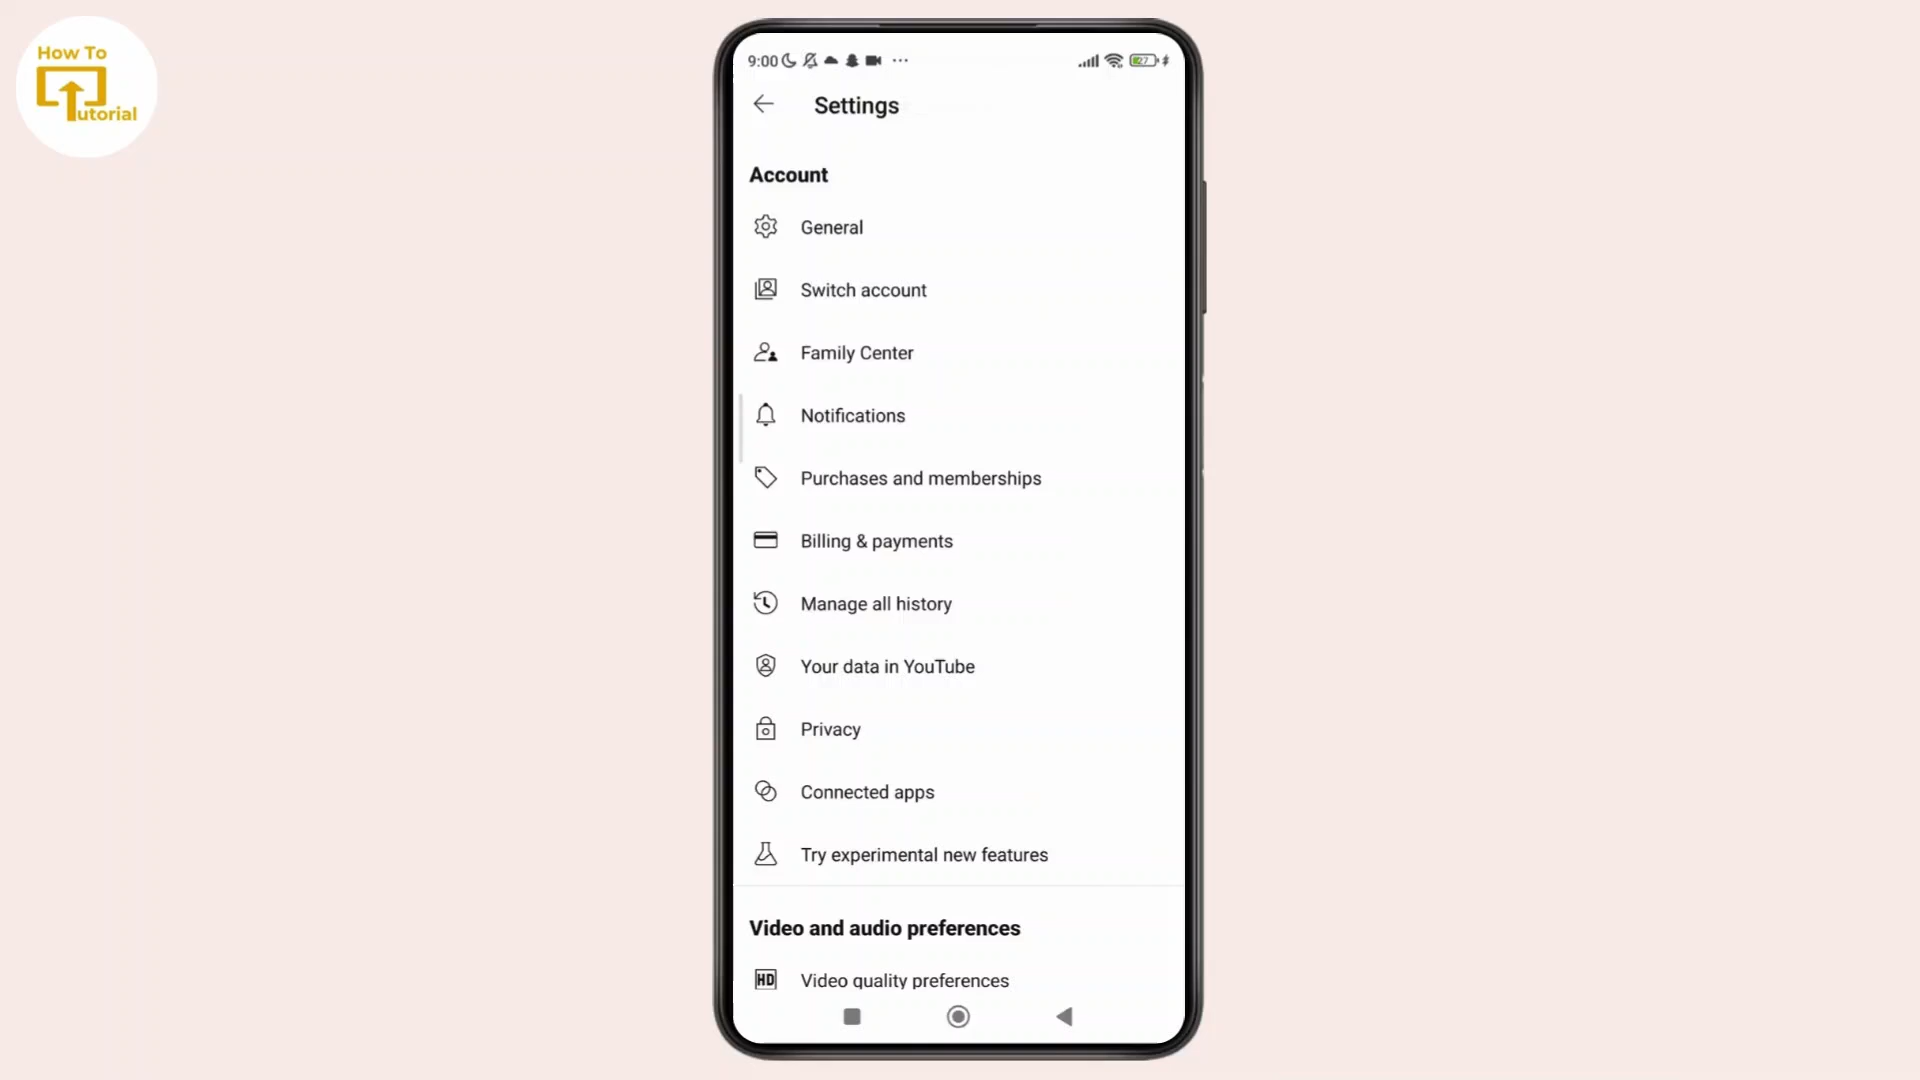 How To
utorial
9:00
27
Settings
Account
General
Switch account
Family Center
Notifications
Purchases and memberships
Billing & payments
Manage all history
Your data in YouTube
Privacy
Connected apps
Try experimental new features
Video and audio preferences
HD
Video quality preferences